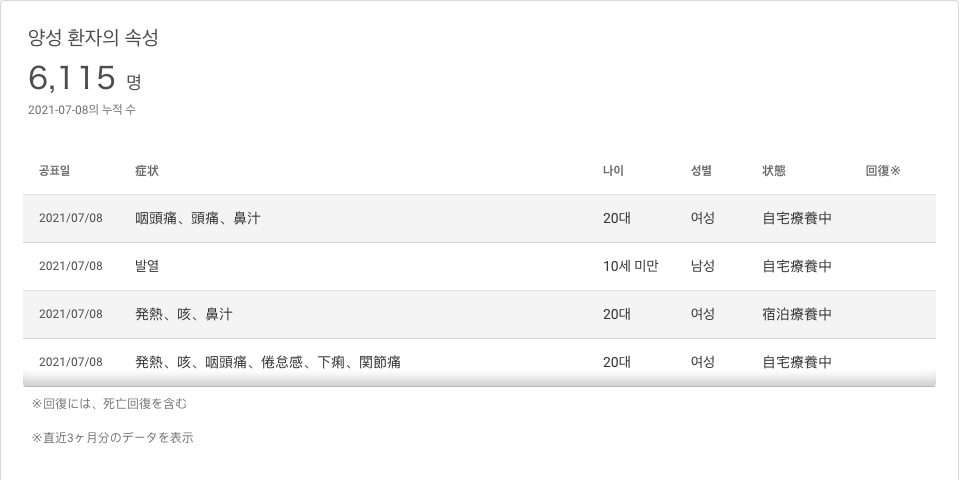 양성 환자의 속성
6,115 명
2021-07-08의 누적 수
공표일 症状 나이 성별 状態 回復※
2021/07/08 咽頭痛、頭痛、鼻汁 20대 여성 自宅療養中
2021/07/08 발열 10세 미만 남성 自宅療養中
2021/07/08 発熱、咳、鼻汁 20대 여성 宿泊療養中
2021/07/08 発熱、咳、咽頭痛、倦怠感、下痢、関節痛 20대 여성 自宅療養中
※回復には、死亡回復を含む
※直近3ヶ月分のデータを表示